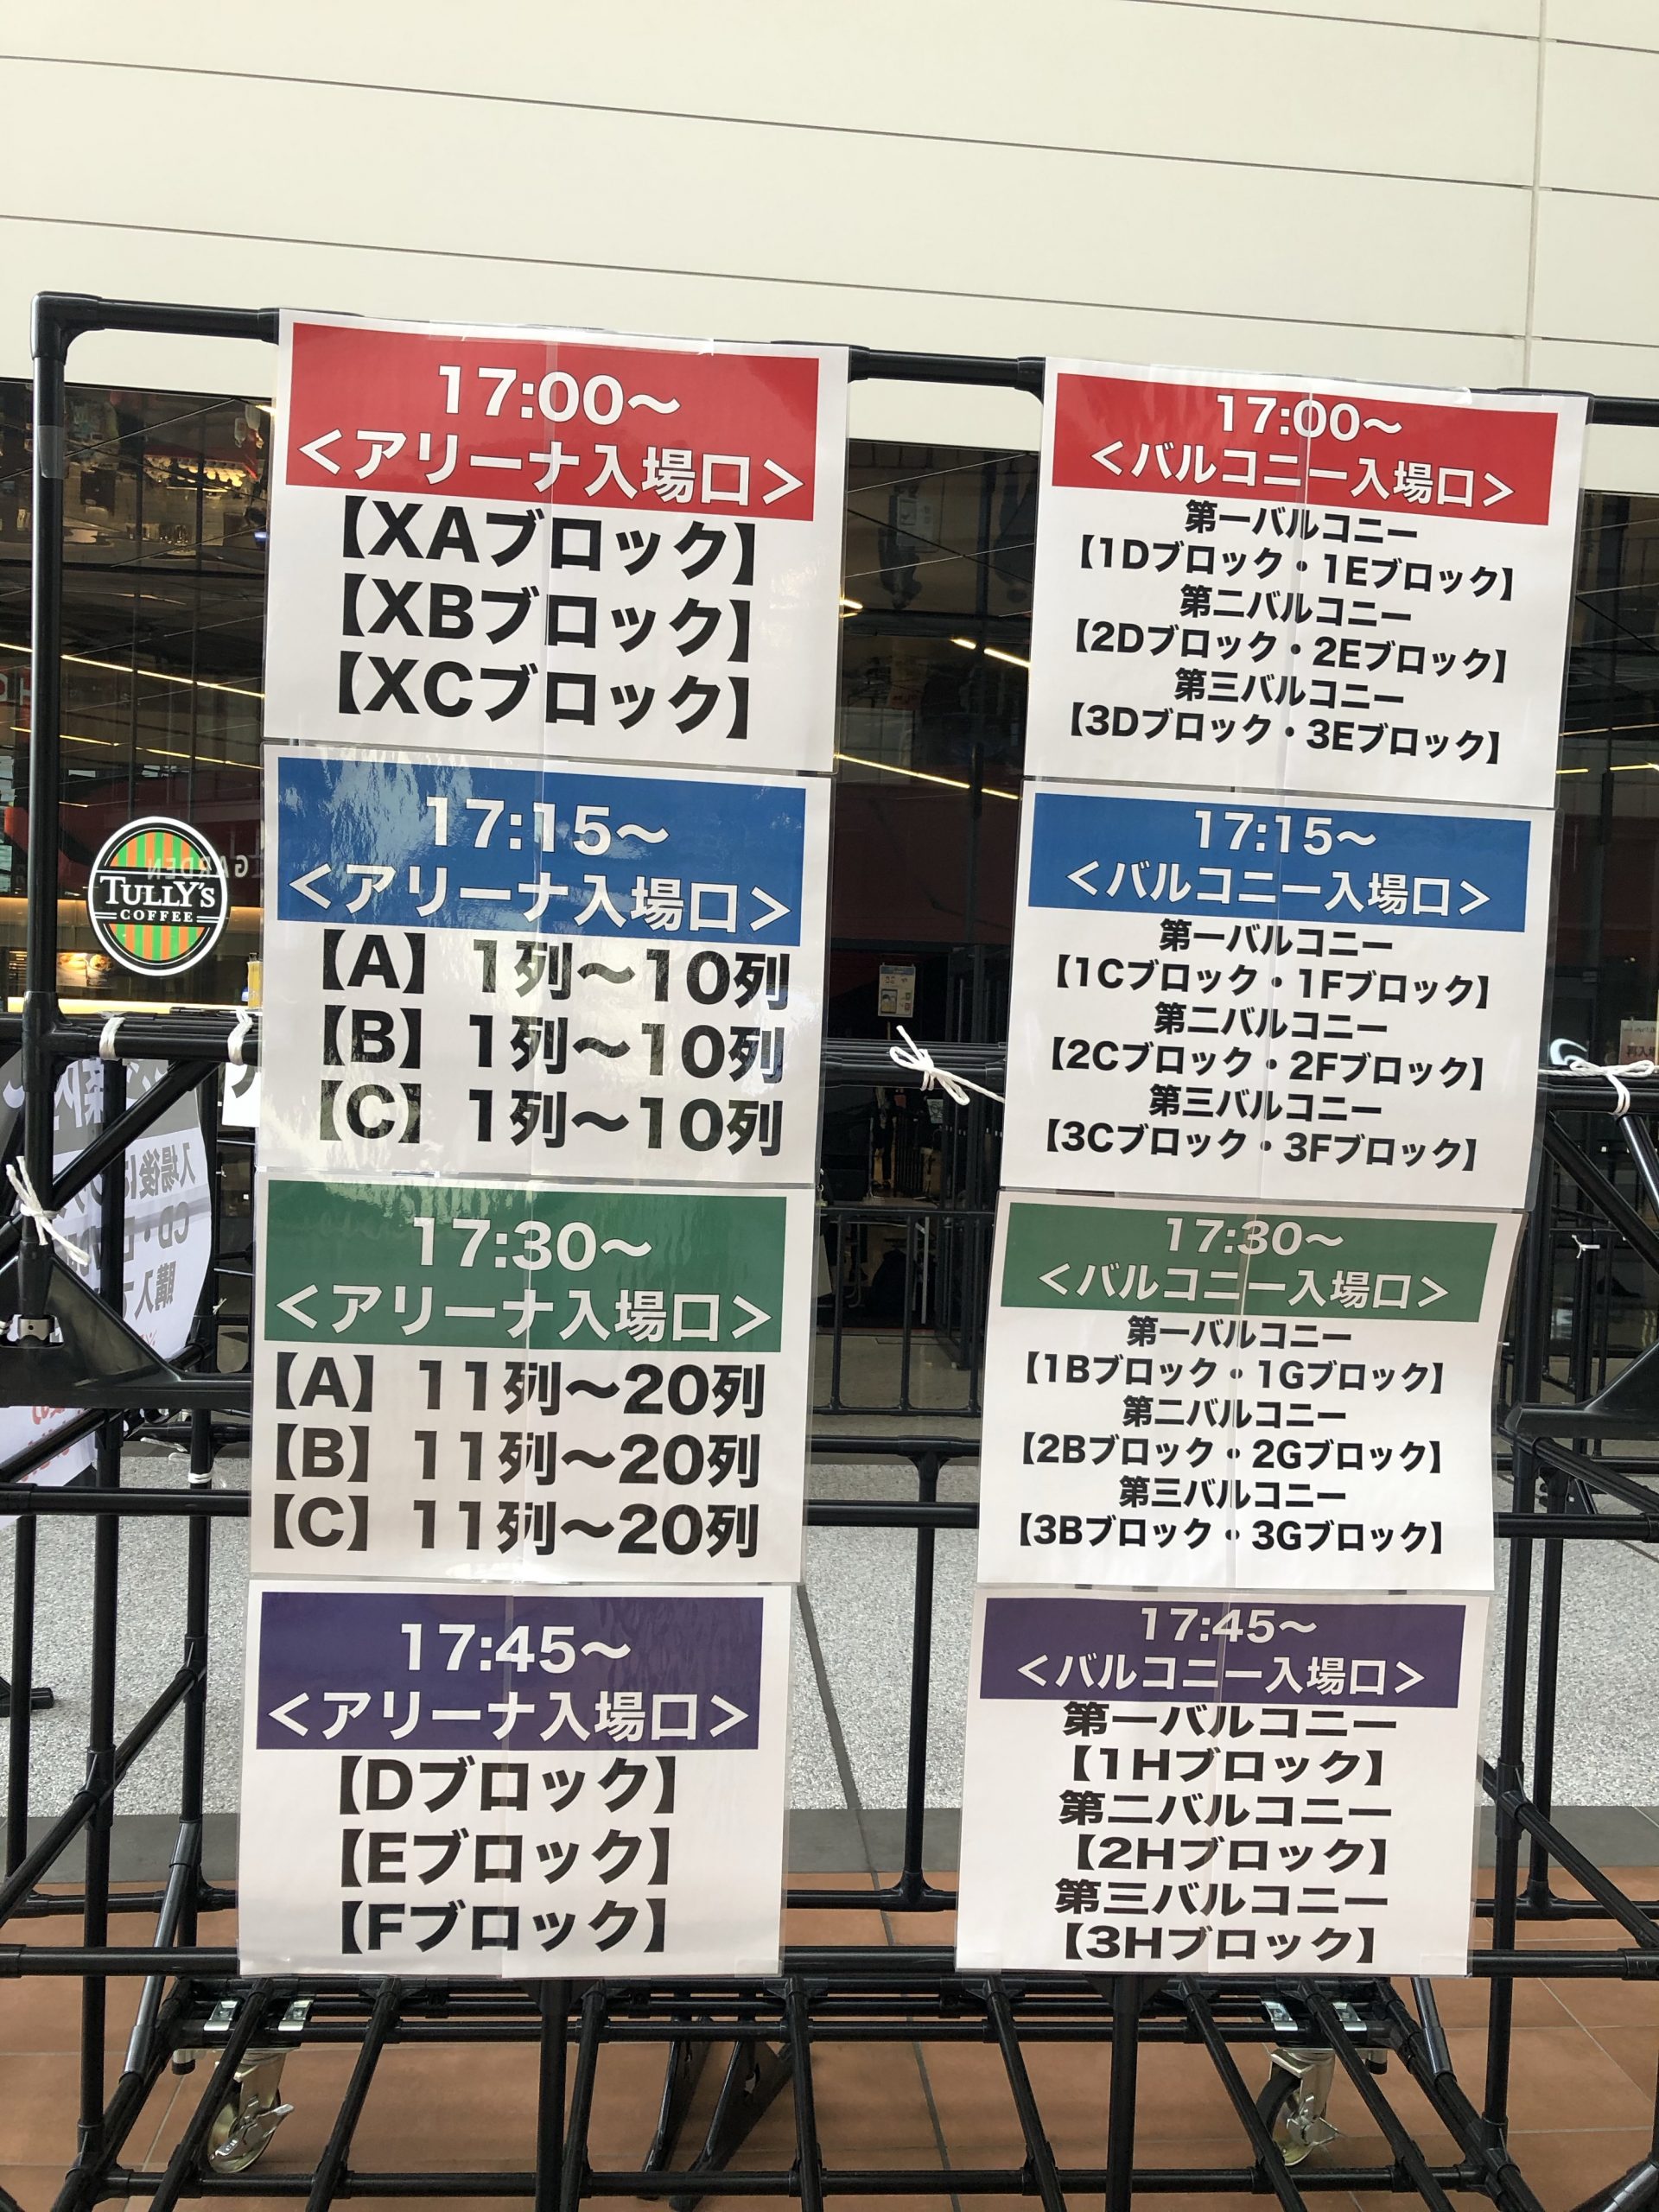 17:00～
＜アリーナ入場口＞
【XAブロック】
【XBブロック】
【XCブロック】
17:15～
＜アリーナ入場口＞
【A】 1列～10列
【B】 1列～10列
【C】 1列～10列
17:30～
＜アリーナ入場口＞
【A】 11列～20列
【B】 11列～20列
【C】 11列～20列
17:45～
＜アリーナ入場口＞
【Dブロック】
【Eブロック】
【Fブロック】
17:00～
＜バルコニー入場口＞
第一バルコニー
【1Dブロック・1Eブロック】
第二バルコニー
【2Dブロック・2Eブロック】
第三バルコニー
【3Dブロック・3Eブロック】
17:15～
＜バルコニー入場口＞
第一バルコニー
【1Cブロック・1Fブロック】
第二バルコニー
【2Cブロック・2Fブロック】
第三バルコニー
【3Cブロック・3Fブロック】
17:30～
＜バルコニー入場口＞
第一バルコニー
【1Bブロック・1Gブロック】
第二バルコニー
【2Bブロック・2Gブロック】
第三バルコニー
【3Bブロック・3Gブロック】
17:45～
＜バルコニー入場口＞
第一バルコニー
【1Hブロック】
第二バルコニー
【2Hブロック】
第三バルコニー
【3Hブロック】
GARDEN
TULLY'S
COFFEE
入場後に
CD・
購入